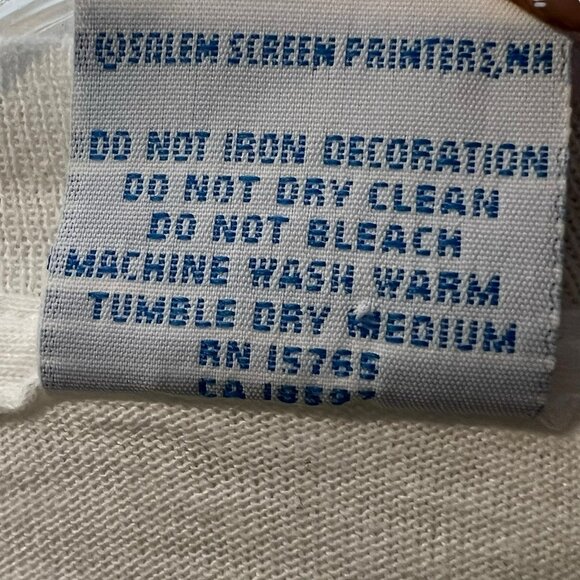 ©SALEM SCREEN PRINTERS, NH
DO NOT IRON DECORATION
DO NOT DRY CLEAN
DO NOT BLEACH
MACHINE WASH WARM
TUMBLE DRY MEDIUM
RN 15765
CA